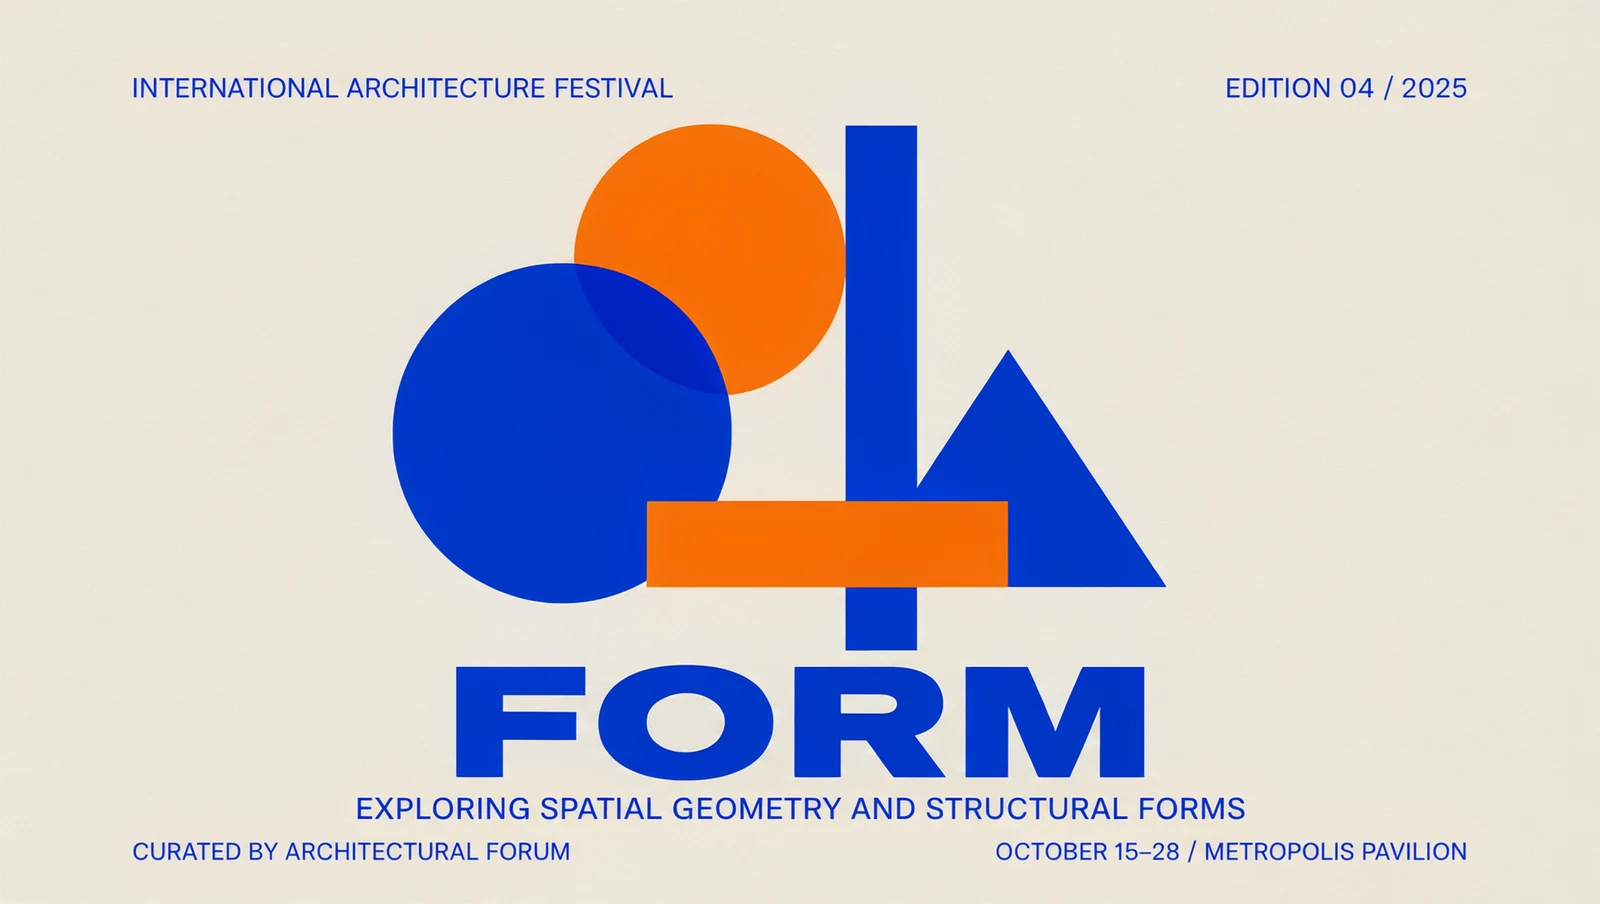 INTERNATIONAL ARCHITECTURE FESTIVAL
EDITION 04 / 2025
FORM
EXPLORING SPATIAL GEOMETRY AND STRUCTURAL FORMS
CURATED BY ARCHITECTURAL FORUM
OCTOBER 15–28 / METROPOLIS PAVILION